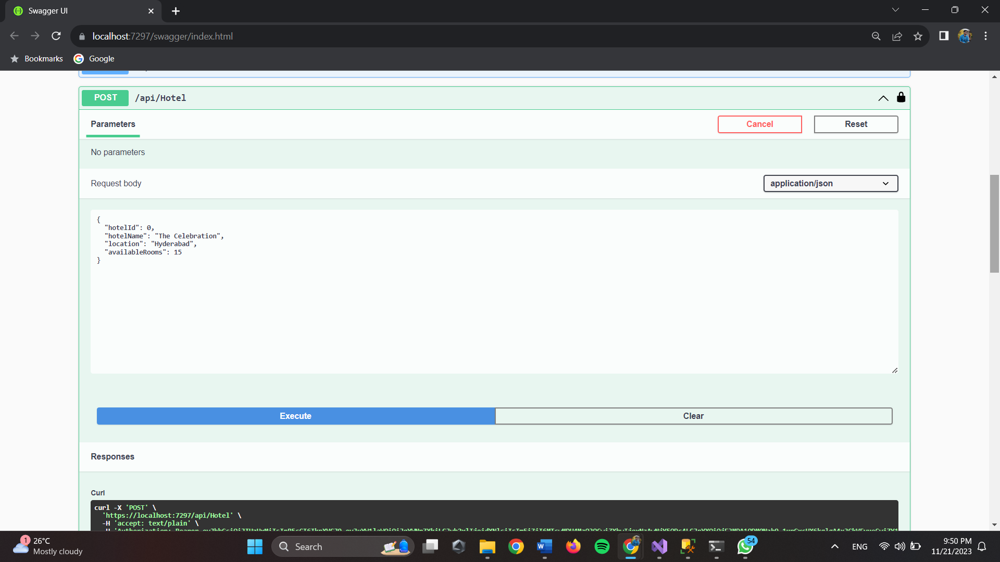 Swagger UI
localhost:7297/swagger/index.html
Bookmarks
Google
POST
/api/Hotel
Parameters
Cancel
Reset
No parameters
Request body
application/json
{
"hotelId": 0,
"hotelName": "The Celebration",
"location": "Hyderabad",
"availableRooms": 15
}
Execute
Clear
Responses
Curl
curl -X 'POST' \
'https://localhost:7297/api/Hotel' \
-H 'accept: text/plain' \
-H 'Authorization: Bearer
1
26°C
Mostly cloudy
Search
54
ENG
9:50 PM
11/21/2023